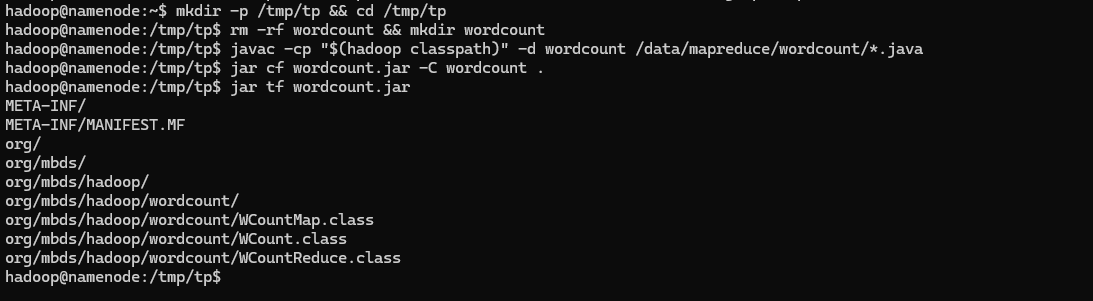 hadoop@namenode:~$ mkdir -p /tmp/tp && cd /tmp/tp
hadoop@namenode:/tmp/tp$ rm -rf wordcount && mkdir wordcount
hadoop@namenode:/tmp/tp$ javac -cp "$(hadoop classpath)" -d wordcount /data/mapreduce/wordcount/*.java
hadoop@namenode:/tmp/tp$ jar cf wordcount.jar -C wordcount .
hadoop@namenode:/tmp/tp$ jar tf wordcount.jar
META-INF/
META-INF/MANIFEST.MF
org/
org/mbds/
org/mbds/hadoop/
org/mbds/hadoop/wordcount/
org/mbds/hadoop/wordcount/WCountMap.class
org/mbds/hadoop/wordcount/WCount.class
org/mbds/hadoop/wordcount/WCountReduce.class
hadoop@namenode:/tmp/tp$